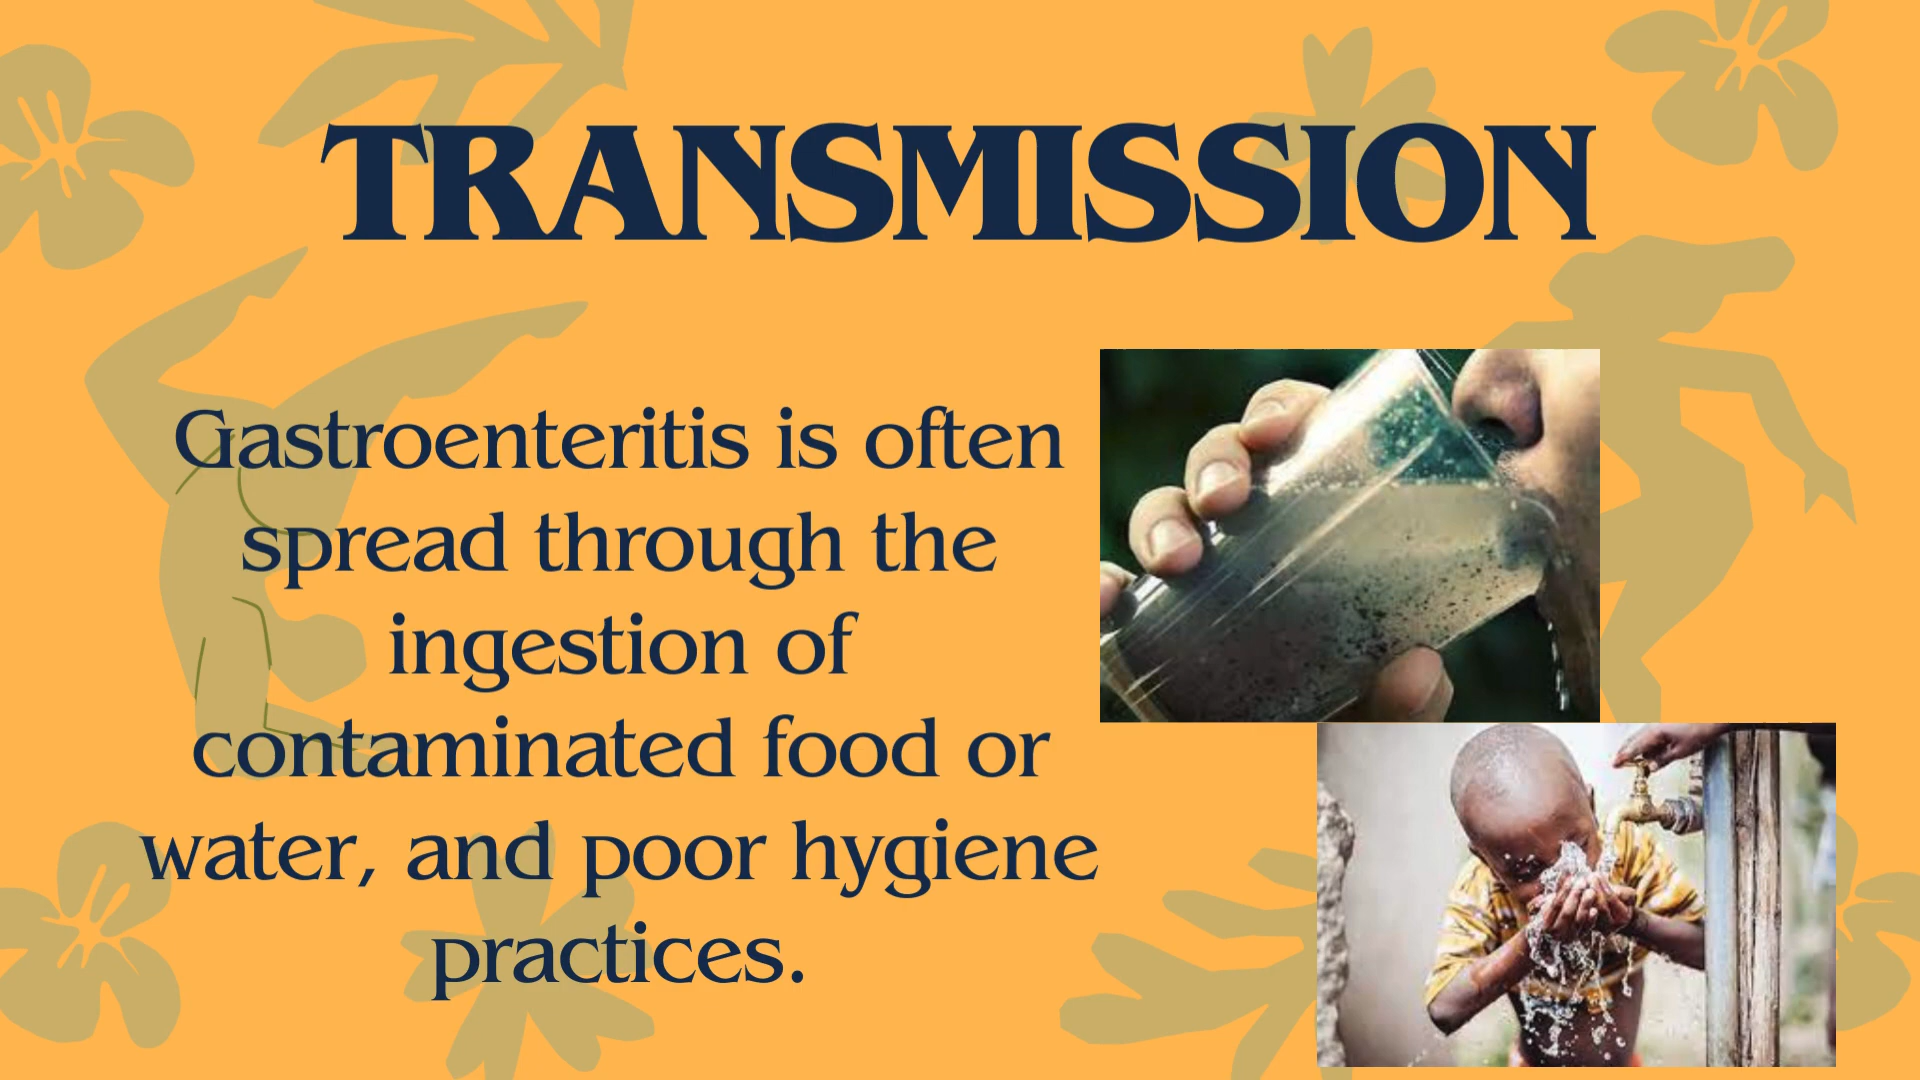 TRANSMISSION
Gastroenteritis is often
spread through the
ingestion of
contaminated food or
water, and poor hygiene
practices.